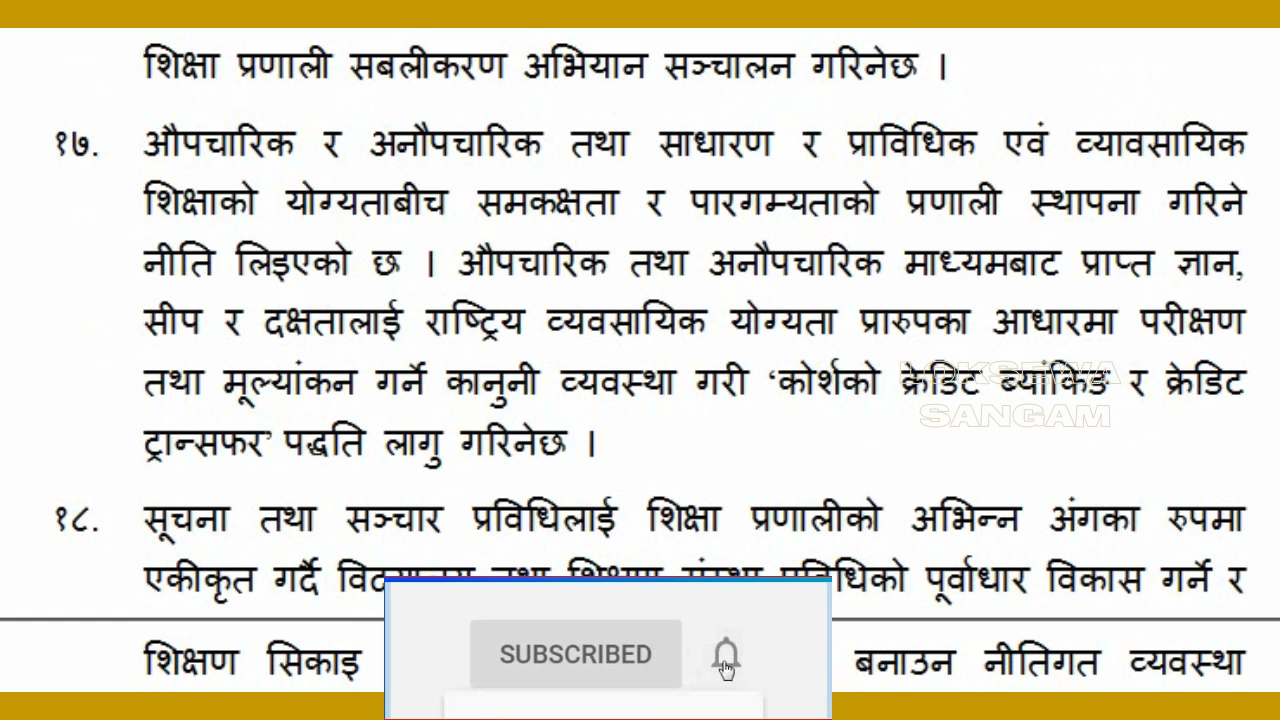 शिक्षा प्रणाली सबलीकरण अभियान सञ्चालन गरिनेछ ।
१७. औपचारिक र अनौपचारिक तथा साधारण र प्राविधिक एवं व्यावसायिक
शिक्षाको योग्यताबीच समकक्षता र पारगम्यताको प्रणाली स्थापना गरिने
नीति लिइएको छ । औपचारिक तथा अनौपचारिक माध्यमबाट प्राप्त ज्ञान,
सीप र दक्षतालाई राष्ट्रिय व्यवसायिक योग्यता प्रारुपका आधारमा परीक्षण
तथा मूल्यांकन गर्ने कानुनी व्यवस्था गरी ‘कोर्शको क्रेडिट ब्यांकिङ र क्रेडिट
ट्रान्सफर’ पद्धति लागु गरिनेछ ।
LOKSEWA
SANGAM
१८. सूचना तथा सञ्चार प्रविधिलाई शिक्षा प्रणालीको अभिन्न अंगका रुपमा
एकीकृत गर्दै पूर्वाधार विकास गर्ने र
शिक्षण सिकाइ बनाउन नीतिगत व्यवस्था
SUBSCRIBED